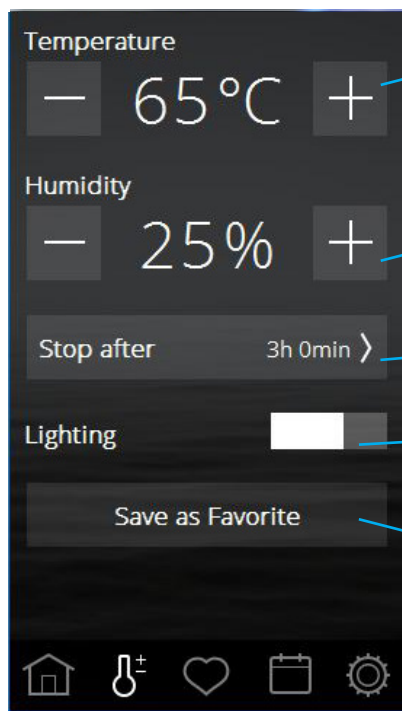 Temperature
— 65°C +
Humidity
— 25% +
Stop after 3h 0min >
Lighting
Save as Favorite